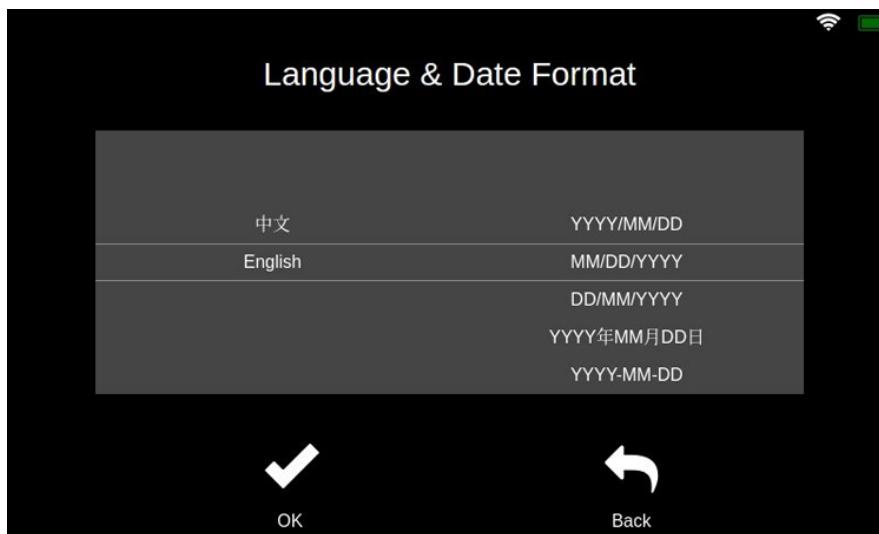 Language & Date Format
中文 YYYY/MM/DD
English MM/DD/YYYY
DD/MM/YYYY
YYYY年MM月DD日
YYYY-MM-DD
OK Back